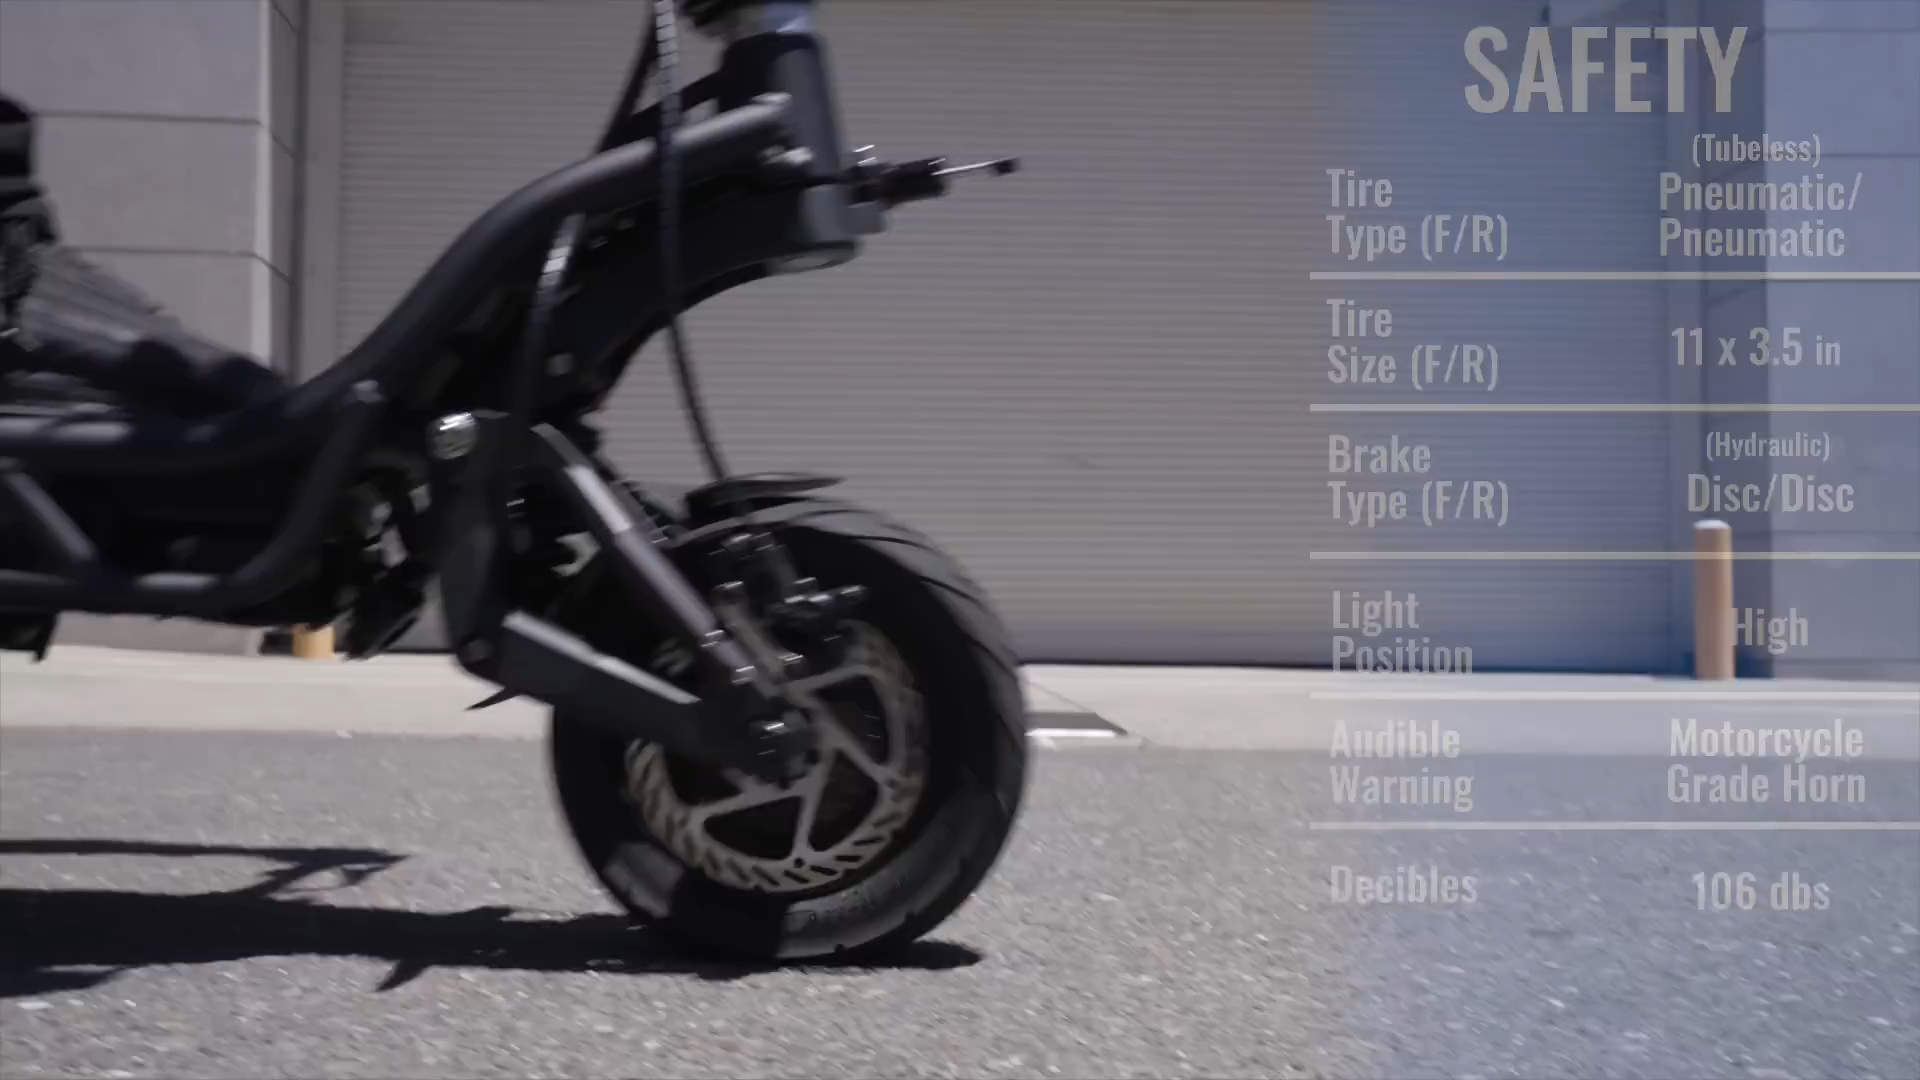 SAFETY
Tire
Type (F/R)
(Tubeless)
Pneumatic/
Pneumatic
Tire
Size (F/R)
11 x 3.5 in
Brake
Type (F/R)
(Hydraulic)
Disc/Disc
Light
Position
High
Audible
Warning
Motorcycle
Grade Horn
Decibles
106 dbs